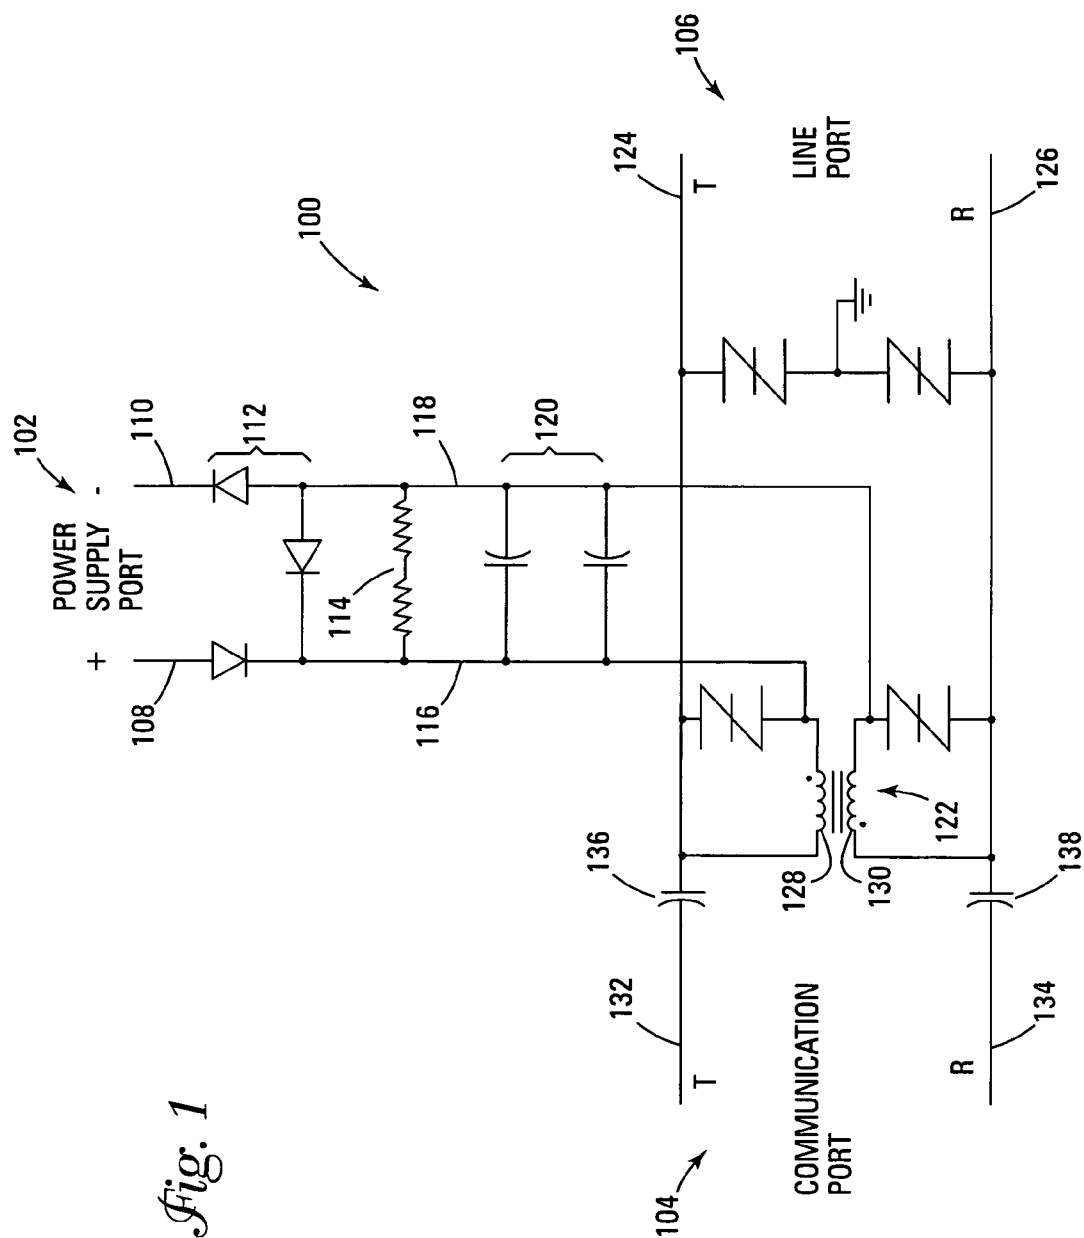 102
POWER
SUPPLY
PORT
+
-
108
110
112
114
116
118
120
100
106
LINE
PORT
124
T
126
R
136
132
T
128
130
122
138
134
R
COMMUNICATION
PORT
104
Fig. 1